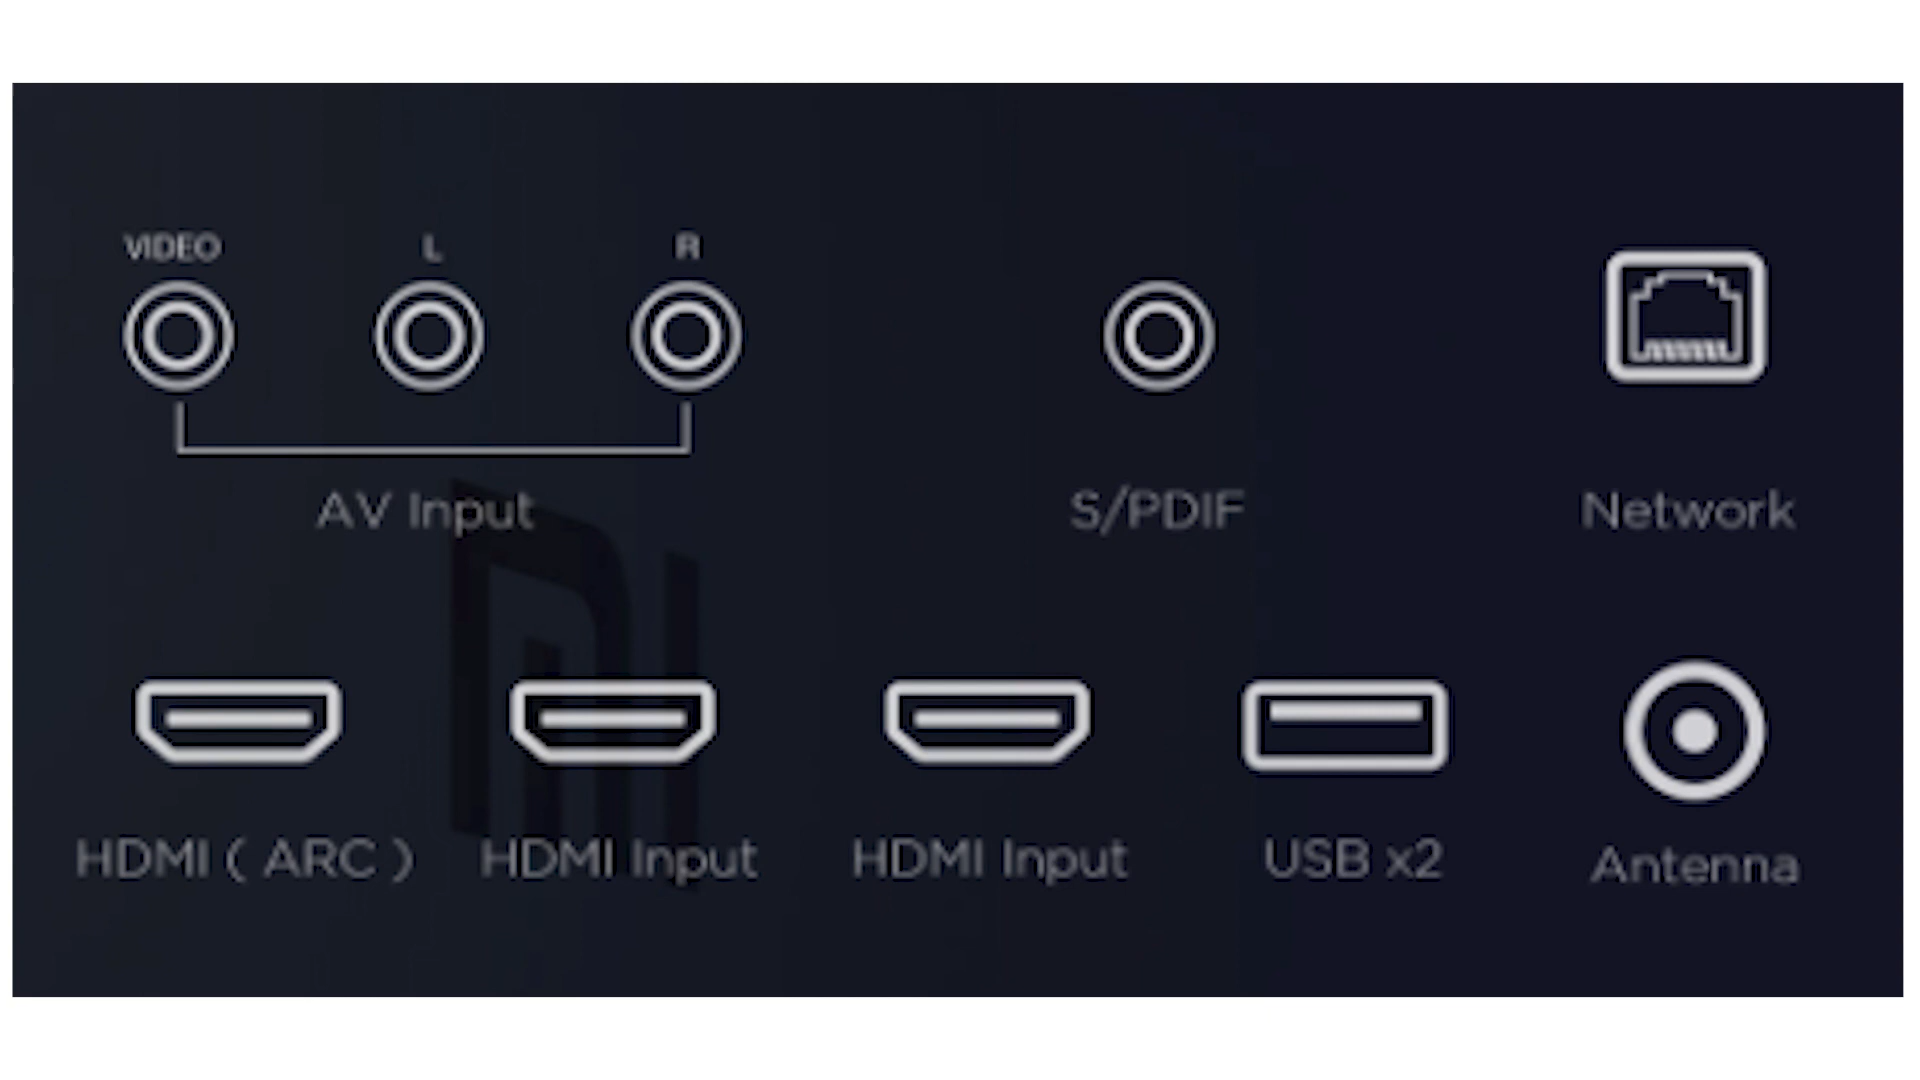 VIDEO L R
AV Input S/PDIF Network
HDMI ( ARC ) HDMI Input HDMI Input USB x2 Antenna